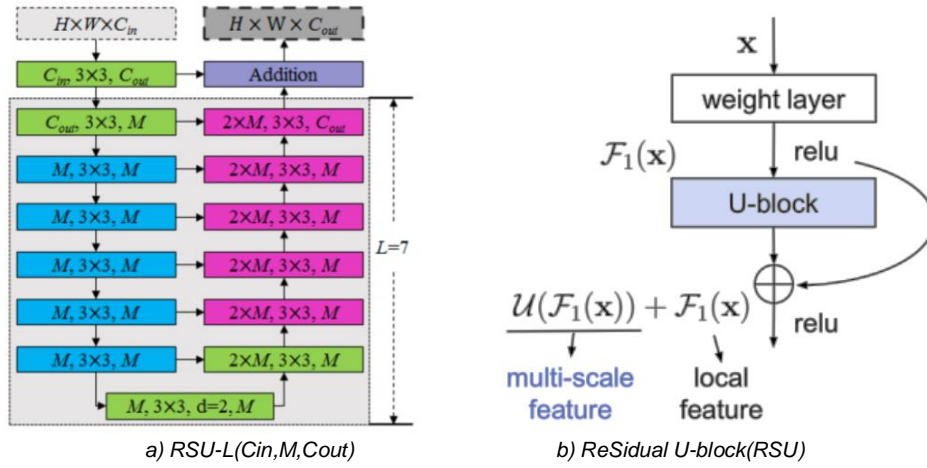 H×W×C_in
H × W × C_out
C_in, 3×3, C_out
Addition
C_out, 3×3, M
2×M, 3×3, C_out
M, 3×3, M
2×M, 3×3, M
M, 3×3, M
2×M, 3×3, M
M, 3×3, M
2×M, 3×3, M
M, 3×3, M
2×M, 3×3, M
M, 3×3, M
2×M, 3×3, M
M, 3×3, d=2, M
L=7
a) RSU-L(Cin,M,Cout)
x
weight layer
F₁(x)
relu
U-block
U(F₁(x)) + F₁(x)
relu
multi-scale
feature
local
feature
b) ReSidual U-block(RSU)